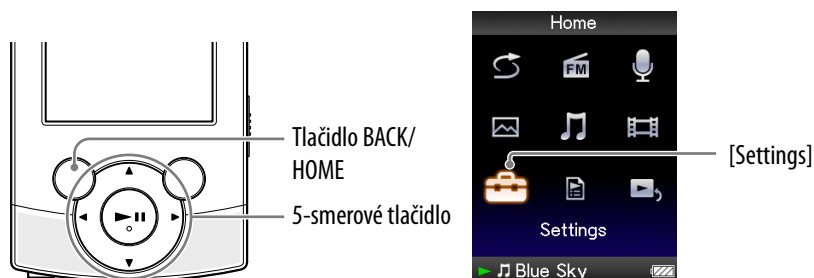 Home
FM
Tlačidlo BACK/
HOME
5-smerové tlačidlo
[Settings]
Settings
Blue Sky